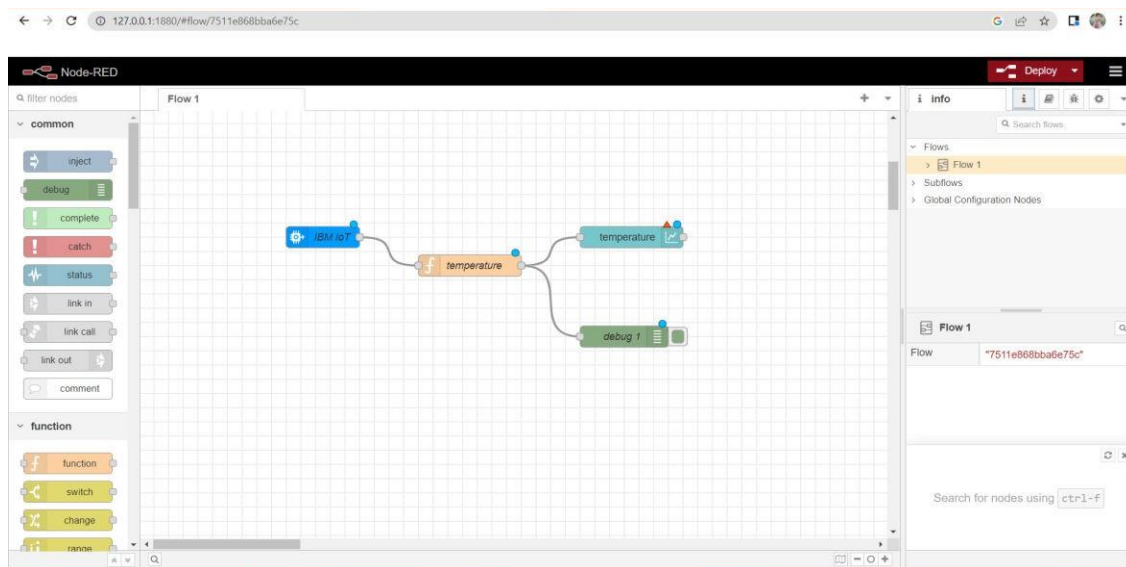 127.0.0.1:1880/#flow/7511e868bba6e75c
Node-RED
Deploy
filter nodes
Flow 1
info
i
common
Search flows
Flows
inject
Flow 1
debug
Subflows
complete
Global Configuration Nodes
catch
IBM IoT
temperature
status
temperature
link in
link call
Flow 1
debug 1
link out
Flow
"7511e868bba6e75c"
comment
function
function
Search for nodes using ctrl-f
switch
change
range